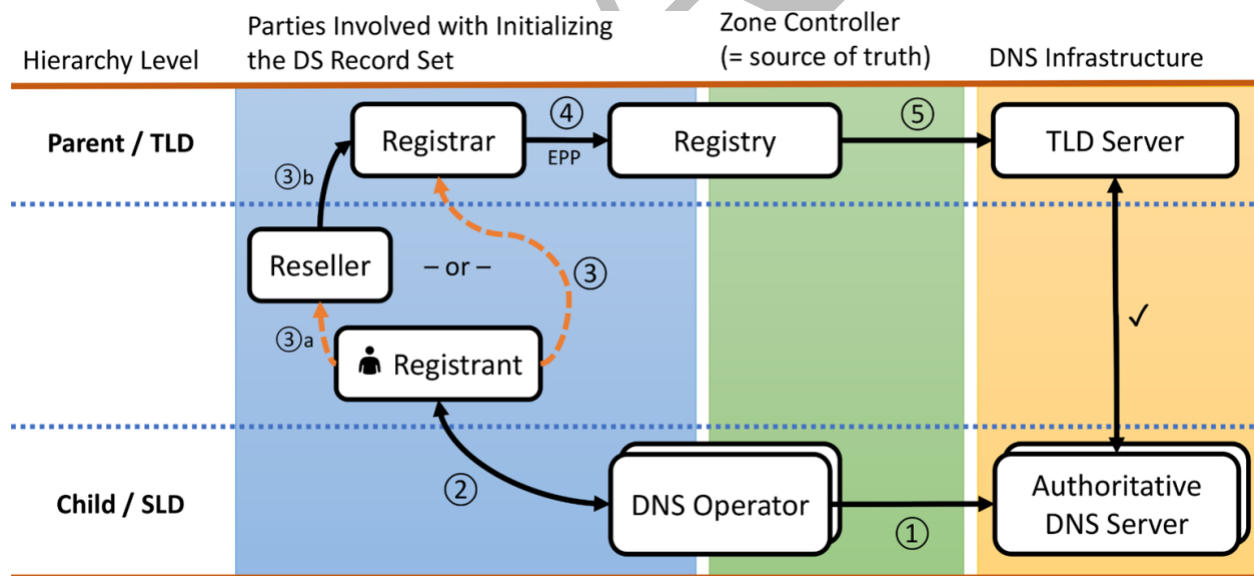 Hierarchy Level
Parties Involved with Initializing
the DS Record Set
Zone Controller
(= source of truth)
DNS Infrastructure
Parent / TLD
Registrar
④
EPP
Registry
⑤
TLD Server
③b
Reseller
– or –
③
③a
Registrant
✓
Child / SLD
②
DNS Operator
①
Authoritative
DNS Server